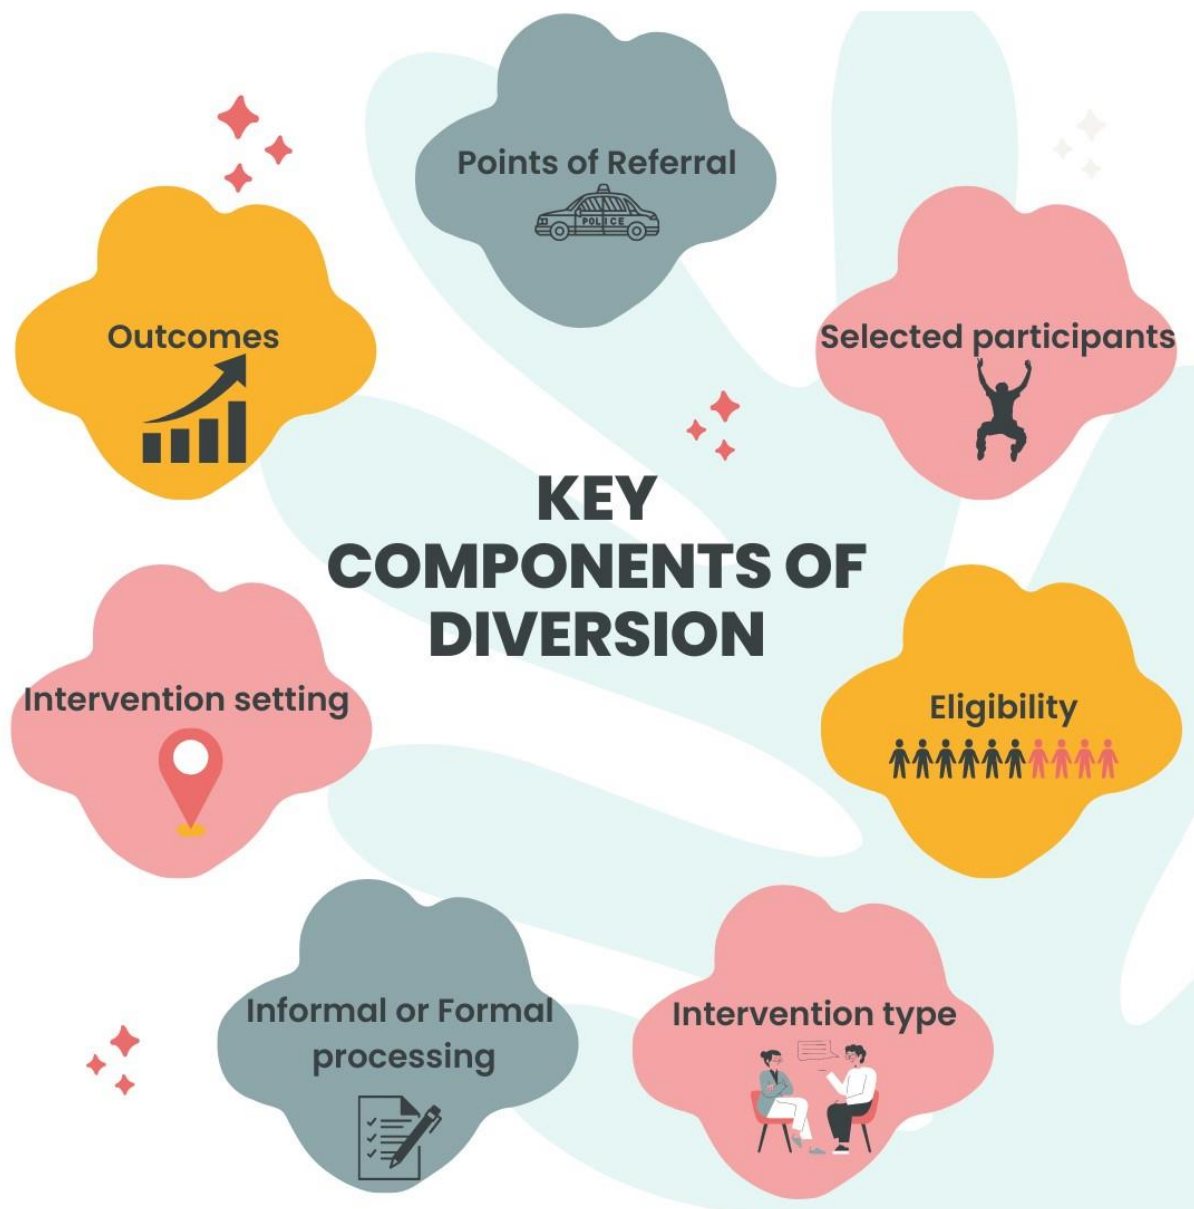 Points of Referral
POLICE
Outcomes
Selected participants
KEY
COMPONENTS OF
DIVERSION
Intervention setting
Eligibility
Informal or Formal
processing
Intervention type